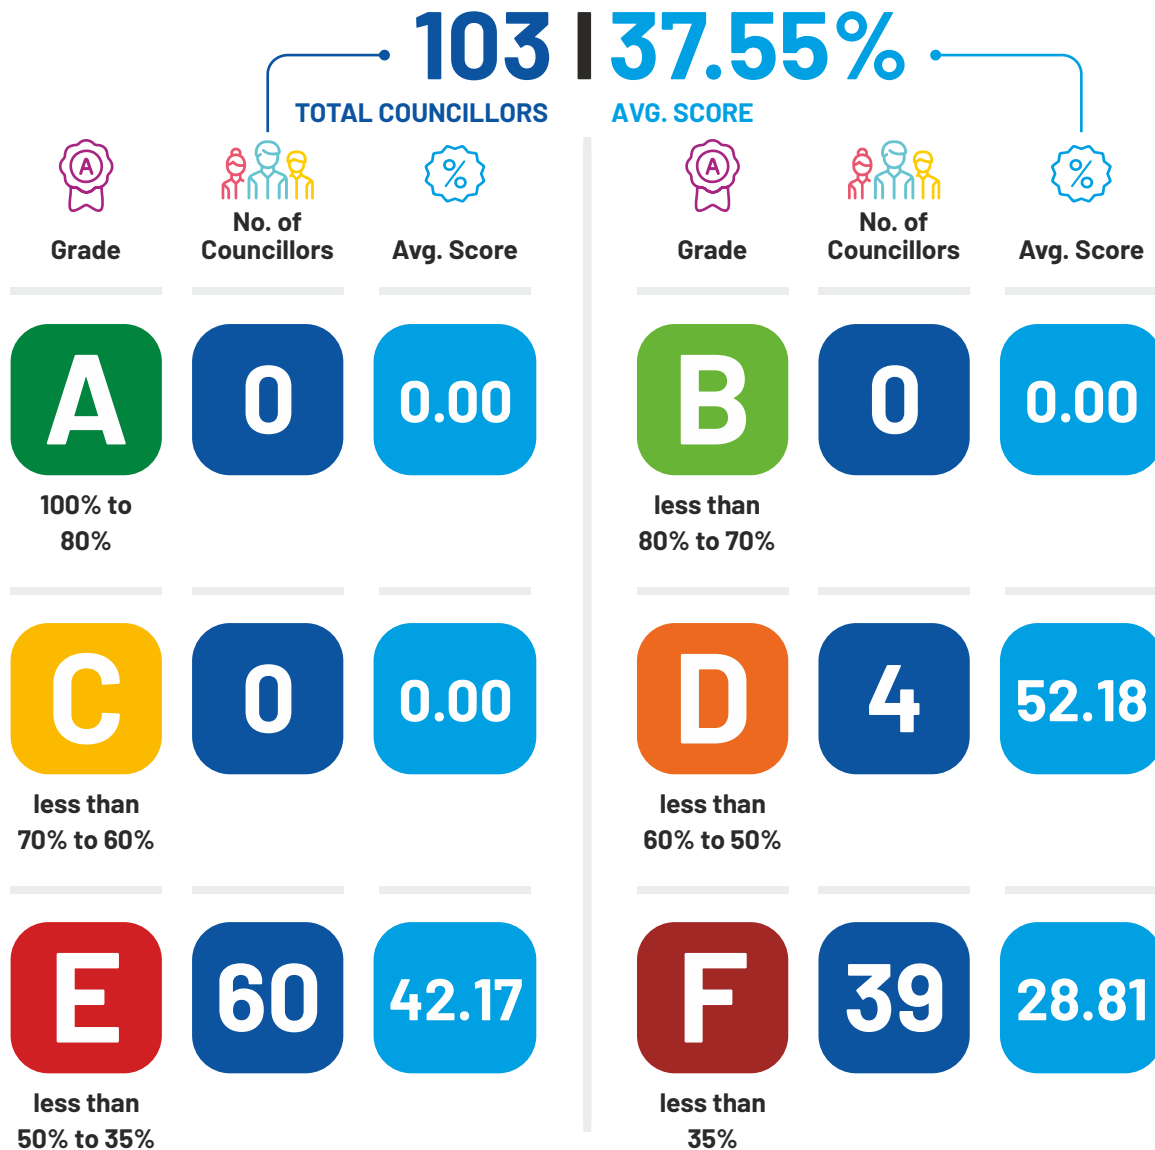 103 | 37.55%
TOTAL COUNCILLORS AVG. SCORE
A
%
A
%
Grade
No. of
Councillors
Avg. Score
Grade
No. of
Councillors
Avg. Score
A 0 0.00
100% to
80%
B 0 0.00
less than
80% to 70%
C 0 0.00
less than
70% to 60%
D 4 52.18
less than
60% to 50%
E 60 42.17
less than
50% to 35%
F 39 28.81
less than
35%